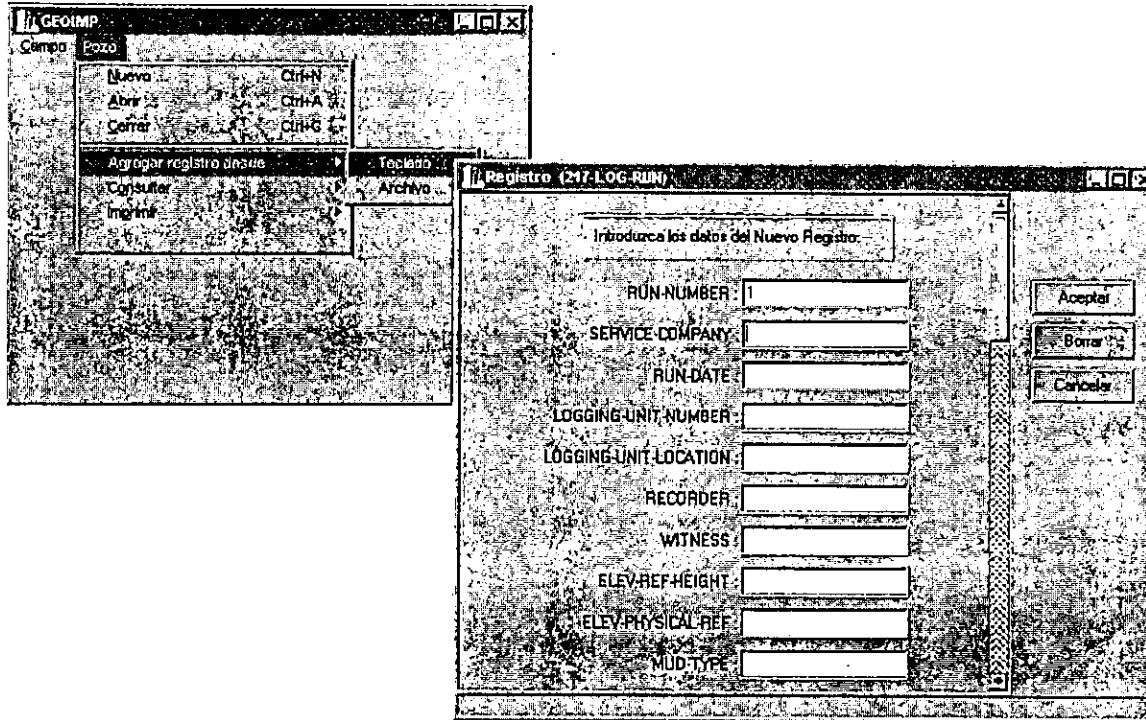 GEOIMP
Campo Pozo
Nuevo Ctrl+N
Abrir Ctrl+A
Cerrar Ctrl+C
Agregar registro desde
Consultar
Imprimir
Teclado
Archivo
Registro (217-LOG-RUN)
Introduzca los datos del Nuevo Registro:
RUN-NUMBER : 1
SERVICE-COMPANY :
RUN-DATE :
LOGGING-UNIT-NUMBER :
LOGGING-UNIT-LOCATION :
RECORDER :
WITNESS :
ELEV-REF-HEIGHT :
ELEV-PHYSICAL-REF :
MUD-TYPE :
Aceptar
Borrar
Cancelar